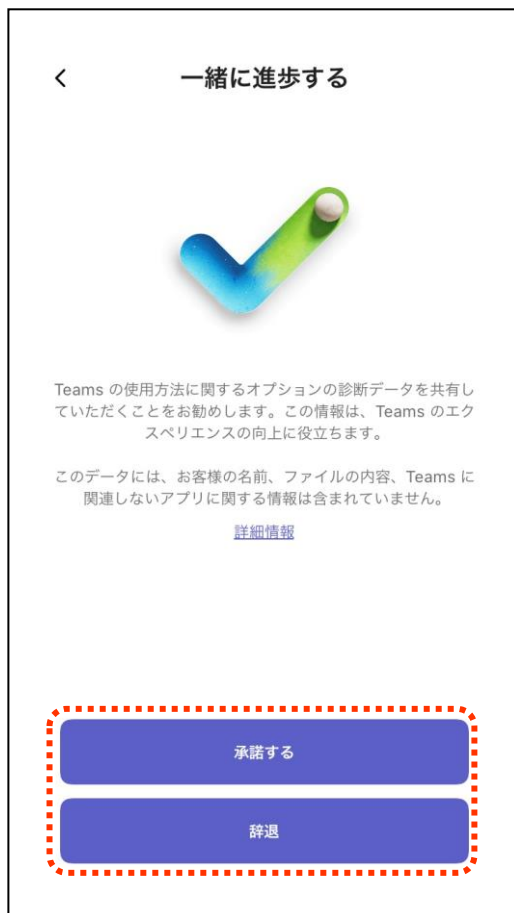 一緒に進歩する
Teams の使用方法に関するオプションの診断データを共有し
ていただくことをお勧めします。この情報は、Teams のエク
スペリエンスの向上に役立ちます。
このデータには、お客様の名前、ファイルの内容、Teams に
関連しないアプリに関する情報は含まれていません。
詳細情報
承諾する
辞退